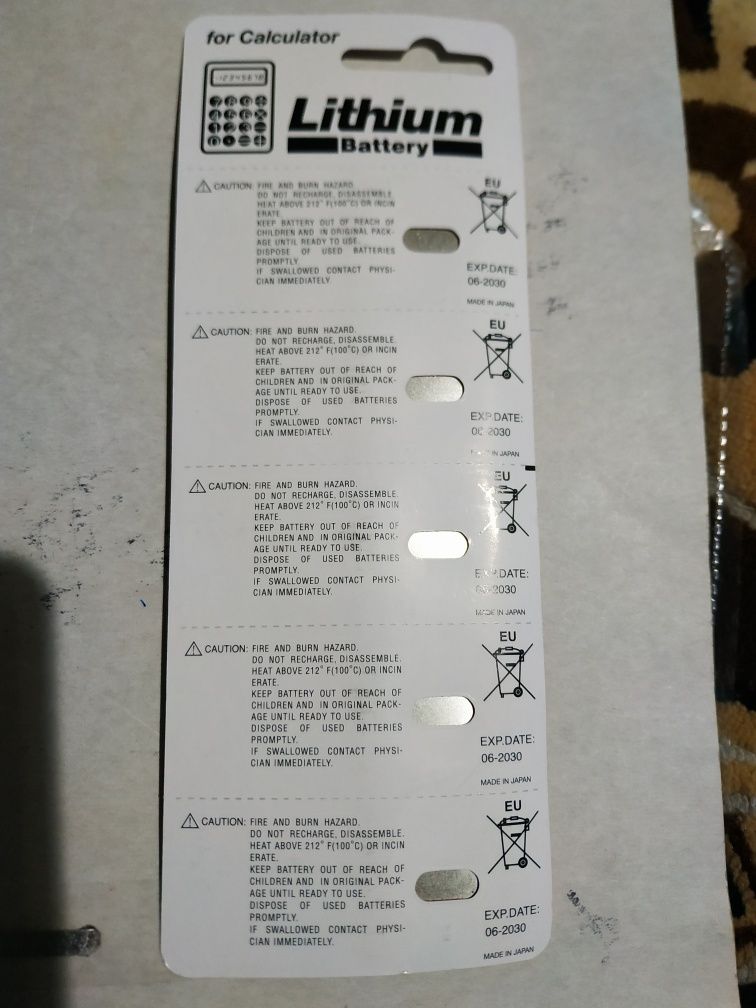 for Calculator
Lithium
Battery
CAUTION: FIRE AND BURN HAZARD.
DO NOT RECHARGE, DISASSEMBLE.
HEAT ABOVE 212° F(100°C) OR INCIN
ERATE.
KEEP BATTERY OUT OF REACH OF
CHILDREN AND IN ORIGINAL PACK-
AGE UNTIL READY TO USE.
DISPOSE OF USED BATTERIES
PROMPTLY.
IF SWALLOWED CONTACT PHYSI-
CIAN IMMEDIATELY.
EU
EXP.DATE:
06-2030
MADE IN JAPAN
CAUTION: FIRE AND BURN HAZARD.
DO NOT RECHARGE, DISASSEMBLE.
HEAT ABOVE 212° F(100°C) OR INCIN
ERATE.
KEEP BATTERY OUT OF REACH OF
CHILDREN AND IN ORIGINAL PACK-
AGE UNTIL READY TO USE.
DISPOSE OF USED BATTERIES
PROMPTLY.
IF SWALLOWED CONTACT PHYSI-
CIAN IMMEDIATELY.
EU
EXP.DATE:
06-2030
IN JAPAN
CAUTION: FIRE AND BURN HAZARD.
DO NOT RECHARGE, DISASSEMBLE.
HEAT ABOVE 212° F(100°C) OR INCIN
ERATE.
KEEP BATTERY OUT OF REACH OF
CHILDREN AND IN ORIGINAL PACK-
AGE UNTIL READY TO USE.
DISPOSE OF USED BATTERIES
PROMPTLY.
IF SWALLOWED CONTACT PHYSI-
CIAN IMMEDIATELY.
EU
EXP.DATE:
06-2030
MADE IN JAPAN
CAUTION: FIRE AND BURN HAZARD.
DO NOT RECHARGE, DISASSEMBLE.
HEAT ABOVE 212° F(100°C) OR INCIN
ERATE.
KEEP BATTERY OUT OF REACH OF
CHILDREN AND IN ORIGINAL PACK-
AGE UNTIL READY TO USE.
DISPOSE OF USED BATTERIES
PROMPTLY.
IF SWALLOWED CONTACT PHYSI-
CIAN IMMEDIATELY.
EU
EXP.DATE:
06-2030
MADE IN JAPAN
CAUTION: FIRE AND BURN HAZARD.
DO NOT RECHARGE, DISASSEMBLE.
HEAT ABOVE 212° F(100°C) OR INCIN
ERATE.
KEEP BATTERY OUT OF REACH OF
CHILDREN AND IN ORIGINAL PACK-
AGE UNTIL READY TO USE.
DISPOSE OF USED BATTERIES
PROMPTLY.
IF SWALLOWED CONTACT PHYSI-
CIAN IMMEDIATELY.
EU
EXP.DATE:
06-2030
MADE IN JAPAN